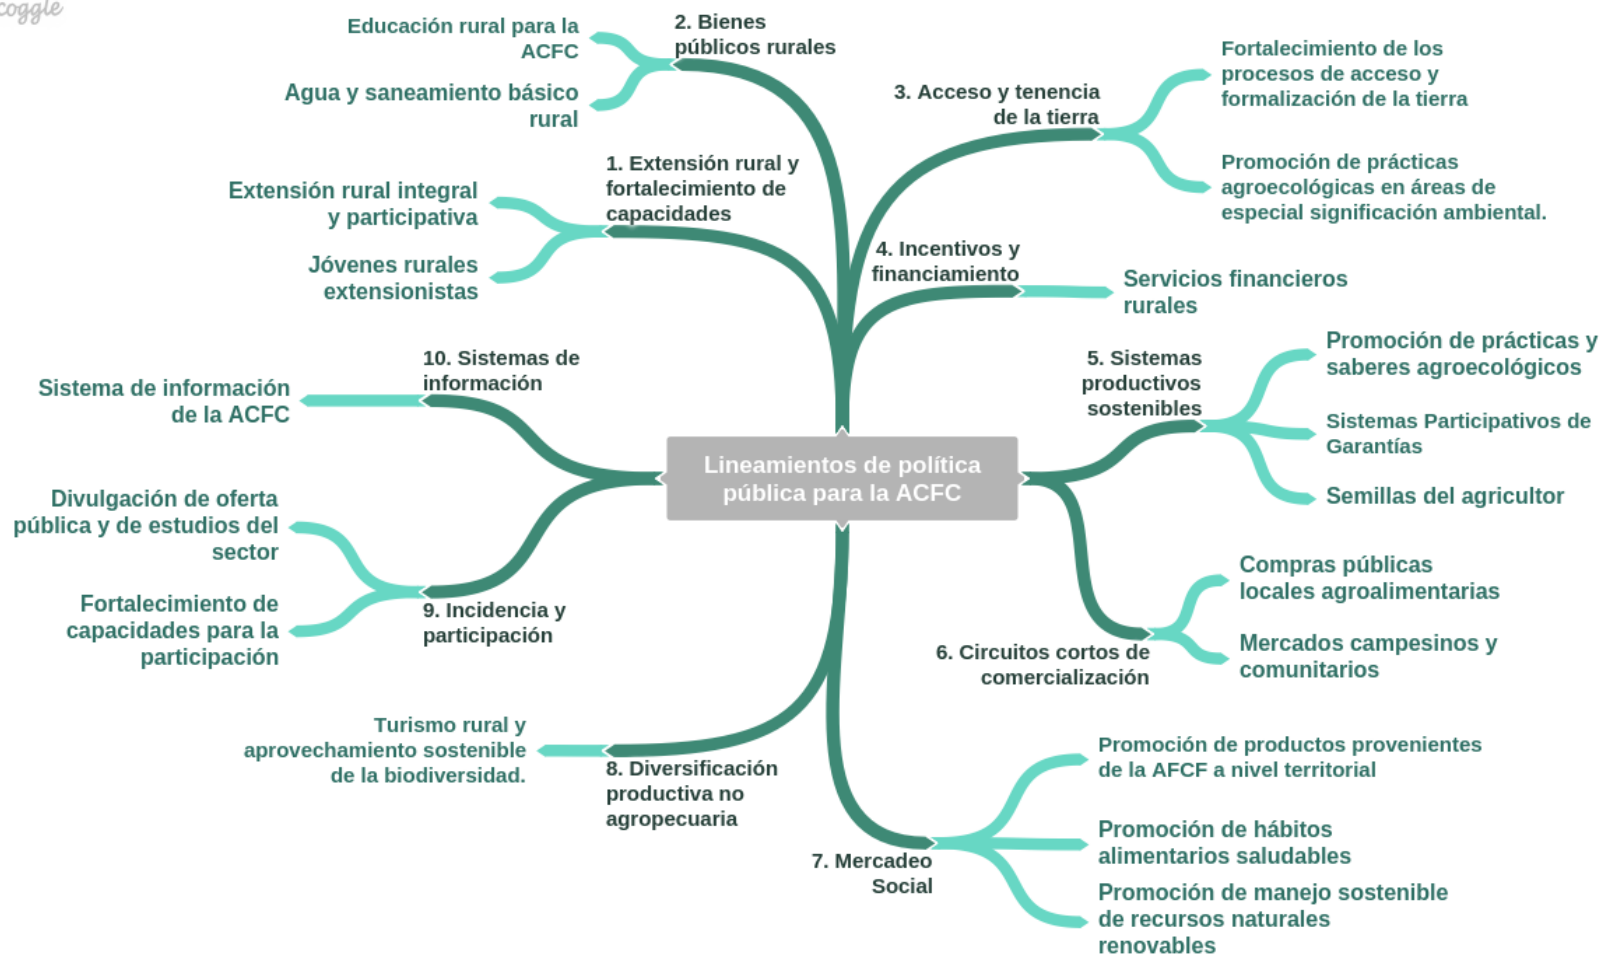 coggle
Lineamientos de política
pública para la ACFC
1. Extensión rural y
fortalecimiento de
capacidades
Extensión rural integral
y participativa
Jóvenes rurales
extensionistas
2. Bienes
públicos rurales
Educación rural para la
ACFC
Agua y saneamiento básico
rural
3. Acceso y tenencia
de la tierra
Fortalecimiento de los
procesos de acceso y
formalización de la tierra
Promoción de prácticas
agroecológicas en áreas de
especial significación ambiental.
4. Incentivos y
financiamiento
Servicios financieros
rurales
5. Sistemas
productivos
sostenibles
Promoción de prácticas y
saberes agroecológicos
Sistemas Participativos de
Garantías
Semillas del agricultor
6. Circuitos cortos de
comercialización
Compras públicas
locales agroalimentarias
Mercados campesinos y
comunitarios
7. Mercadeo
Social
Promoción de productos provenientes
de la AFCF a nivel territorial
Promoción de hábitos
alimentarios saludables
Promoción de manejo sostenible
de recursos naturales
renovables
8. Diversificación
productiva no
agropecuaria
Turismo rural y
aprovechamiento sostenible
de la biodiversidad.
9. Incidencia y
participación
Divulgación de oferta
pública y de estudios del
sector
Fortalecimiento de
capacidades para la
participación
10. Sistemas de
información
Sistema de información
de la ACFC